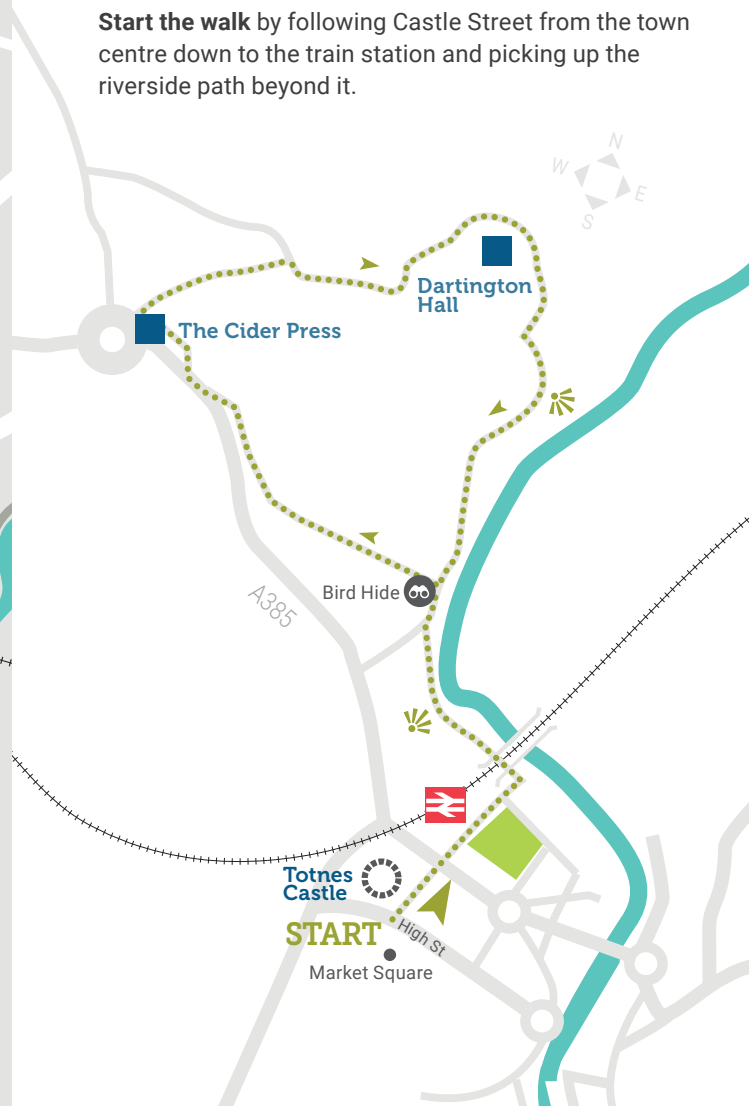 Start the walk by following Castle Street from the town
centre down to the train station and picking up the
riverside path beyond it.
N
W
E
S
Dartington
Hall
The Cider Press
Bird Hide
A385
Totnes
Castle
START
High St
Market Square